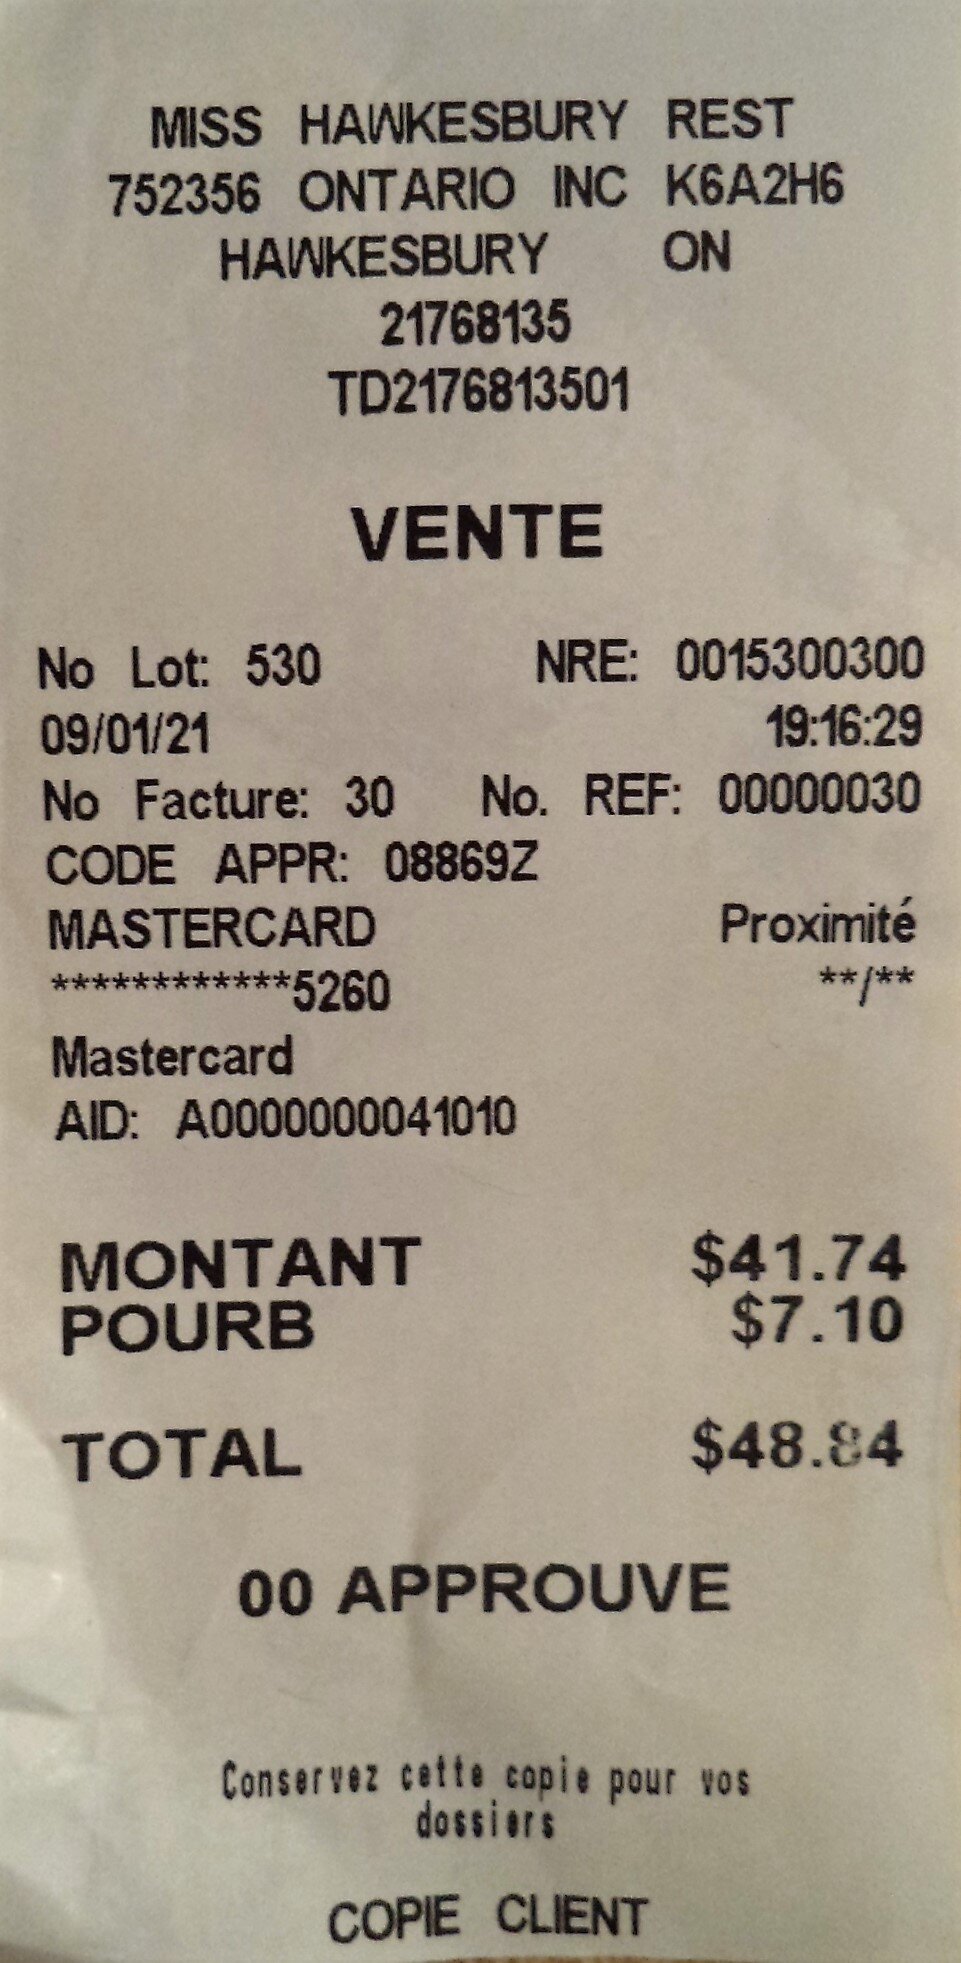 MISS HAWKESBURY REST
752356 ONTARIO INC K6A2H6
HAWKESBURY ON
21768135
TD2176813501
VENTE
No Lot: 530 NRE: 0015300300
09/01/21 19:16:29
No Facture: 30 No. REF: 00000030
CODE APPR: 08869Z
MASTERCARD Proximité
************5260 **/**
Mastercard
AID: A0000000041010
MONTANT $41.74
POURB $7.10
TOTAL $48.84
00 APPROUVE
Conservez cette copie pour vos
dossiers
COPIE CLIENT